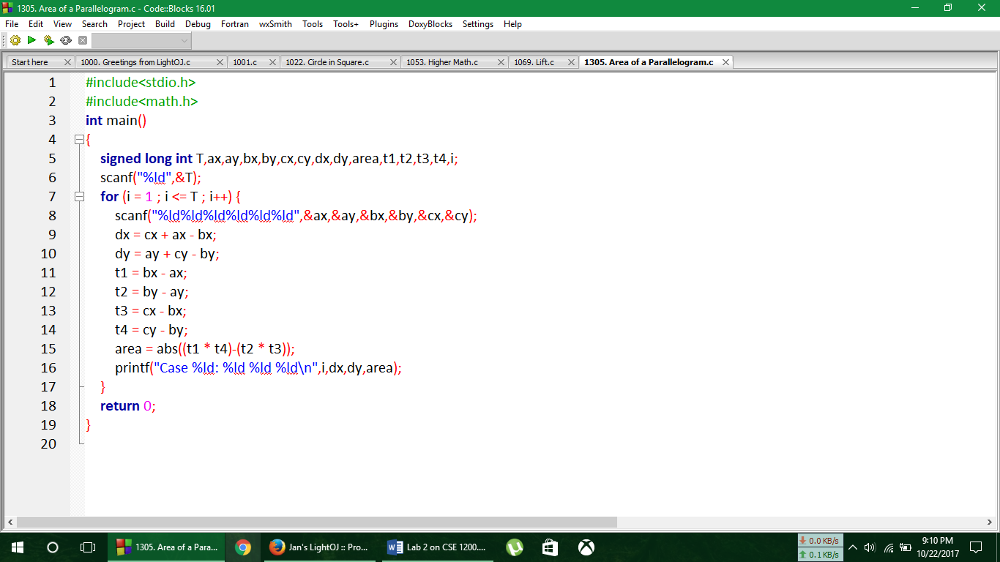 1305. Area of a Parallelogram.c - Code::Blocks 16.01
File Edit View Search Project Build Debug Fortran wxSmith Tools Tools+ Plugins DoxyBlocks Settings Help
Start here 1000. Greetings from LightOJ.c 1001.c 1022. Circle in Square.c 1053. Higher Math.c 1069. Lift.c 1305. Area of a Parallelogram.c
1 #include<stdio.h>
2 #include<math.h>
3 int main()
4 {
5 signed long int T,ax,ay,bx,by,cx,cy,dx,dy,area,t1,t2,t3,t4,i;
6 scanf("%ld",&T);
7 for (i = 1 ; i <= T ; i++) {
8 scanf("%ld%ld%ld%ld%ld%ld",&ax,&ay,&bx,&by,&cx,&cy);
9 dx = cx + ax - bx;
10 dy = ay + cy - by;
11 t1 = bx - ax;
12 t2 = by - ay;
13 t3 = cx - bx;
14 t4 = cy - by;
15 area = abs((t1 * t4)-(t2 * t3));
16 printf("Case %ld: %ld %ld %ld\n",i,dx,dy,area);
17 }
18 return 0;
19 }
20
1305. Area of a Para... Jan's LightOJ :: Pro... Lab 2 on CSE 1200....
0.0 KB/s
0.1 KB/s
9:10 PM
10/22/2017